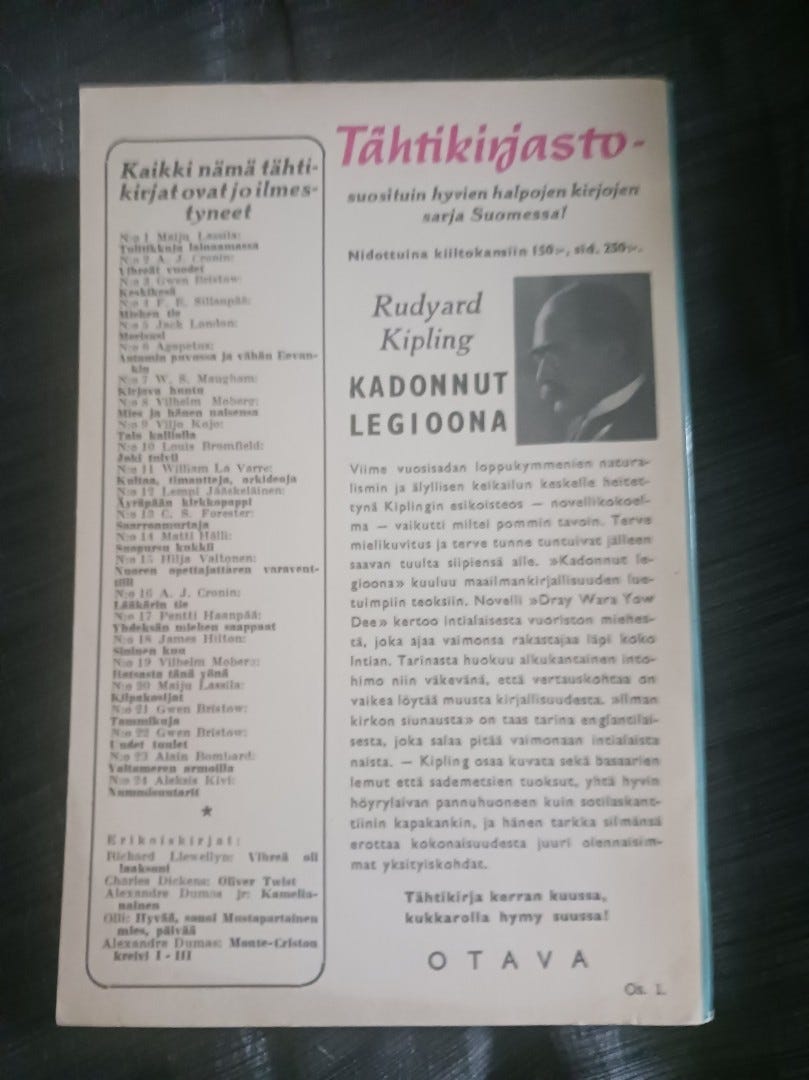 Kaikki nämä tähti-
kirjat ovat jo ilmes-
tyneet
N:o 1 Maiju Lassila:
Tulitikkuja lainaamassa
N:o 2 A. J. Cronin:
Vihreät vuodet
N:o 3 Gwen Bristow:
Keskikesä
N:o 4 F. E. Sillanpää:
Miehen tie
N:o 5 Jack London:
Merisusi
N:o 6 Agapetus:
Aatamin puvussa ja vähän Eevan-
kin
N:o 7 W. S. Maugham:
Kirjava huntu
N:o 8 Vilhelm Moberg:
Mies ja hänen naisensa
N:o 9 Viljo Kojo:
Talo kalliolla
N:o 10 Louis Bromfield:
Joki tulvii
N:o 11 William La Varre:
Kultaa, timantteja, orkideoja
N:o 12 Lempi Jääskeläinen:
Äyräpään kirkkopappi
N:o 13 C. S. Forester:
Saarronmurtaja
N:o 14 Matti Hälli:
Suopursu kukkii
N:o 15 Hilja Valtonen:
Nuoren opettajattaren varavent-
tiili
N:o 16 A. J. Cronin:
Lääkärin tie
N:o 17 Pentti Haanpää:
Yhdeksän miehen saappaat
N:o 18 James Hilton:
Sininen kuu
N:o 19 Vilhelm Moberg:
Ratsasta tänä yönä
N:o 20 Maiju Lassila:
Kilpakosijat
N:o 21 Gwen Bristow:
Tammikuja
N:o 22 Gwen Bristow:
Uudet tuulet
N:o 23 Alain Bombard:
Valtameren armoilla
N:o 24 Aleksis Kivi:
Nummisuutarit
Erikoiskirjat:
Richard Llewellyn: Vihreä oli
laaksoni
Charles Dickens: Oliver Twist
Alexandre Dumas jr: Kamelia-
nainen
Olli: Hyvää, sanoi Mustapartainen
mies, päivää
Alexandre Dumas: Monte-Criston
kreivi I - III
Tähtikirjasto-
suosituin hyvien halpojen kirjojen
sarja Suomessa!
Nidottuina kiiltokansiin 150:-, sid. 250:-.
Rudyard
Kipling
KADONNUT
LEGIOONA
Viime vuosisadan loppukymmenien natura-
lismin ja älyllisen keikailun keskelle heitet-
tynä Kiplingin esikoisteos — novellikokoel-
ma — vaikutti miltei pommin tavoin. Terve
mielikuvitus ja terve tunne tuntuivat jälleen
saavan tuulta siipiensä alle. »Kadonnut le-
gioona» kuuluu maailmankirjallisuuden lue-
tuimpiin teoksiin. Novelli »Dray Wara Yow
Dee» kertoo intialaisesta vuoriston miehes-
tä, joka ajaa vaimonsa rakastajaa läpi koko
Intian. Tarinasta huokuu alkukantainen into-
himo niin väkevänä, että vertauskohtaa on
vaikea löytää muusta kirjallisuudesta. »Ilman
kirkon siunausta» on taas tarina englantilai-
sesta, joka salaa pitää vaimonaan intialaista
naista. — Kipling osaa kuvata sekä basaarien
lemut että sademetsien tuoksut, yhtä hyvin
höyrylaivan pannuhuoneen kuin sotilaskant-
tiinin kapakankin, ja hänen tarkka silmänsä
erottaa kokonaisuudesta juuri olennaisim-
mat yksityiskohdat.
Tähtikirja kerran kuussa,
kukkarolla hymy suussa!
OTAVA
Os. 1.